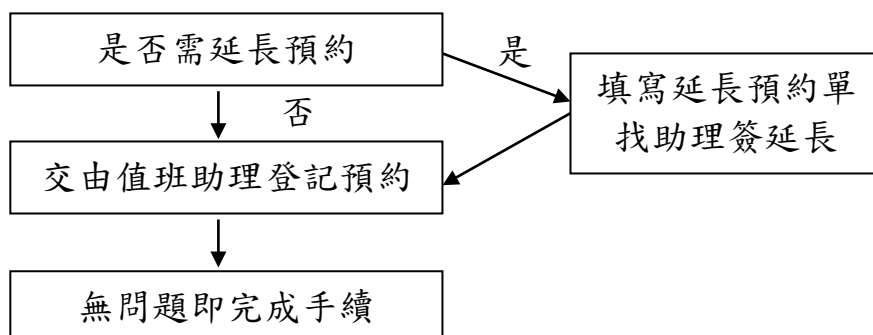 是否需延長預約
是
填寫延長預約單
找助理簽延長
否
交由值班助理登記預約
無問題即完成手續